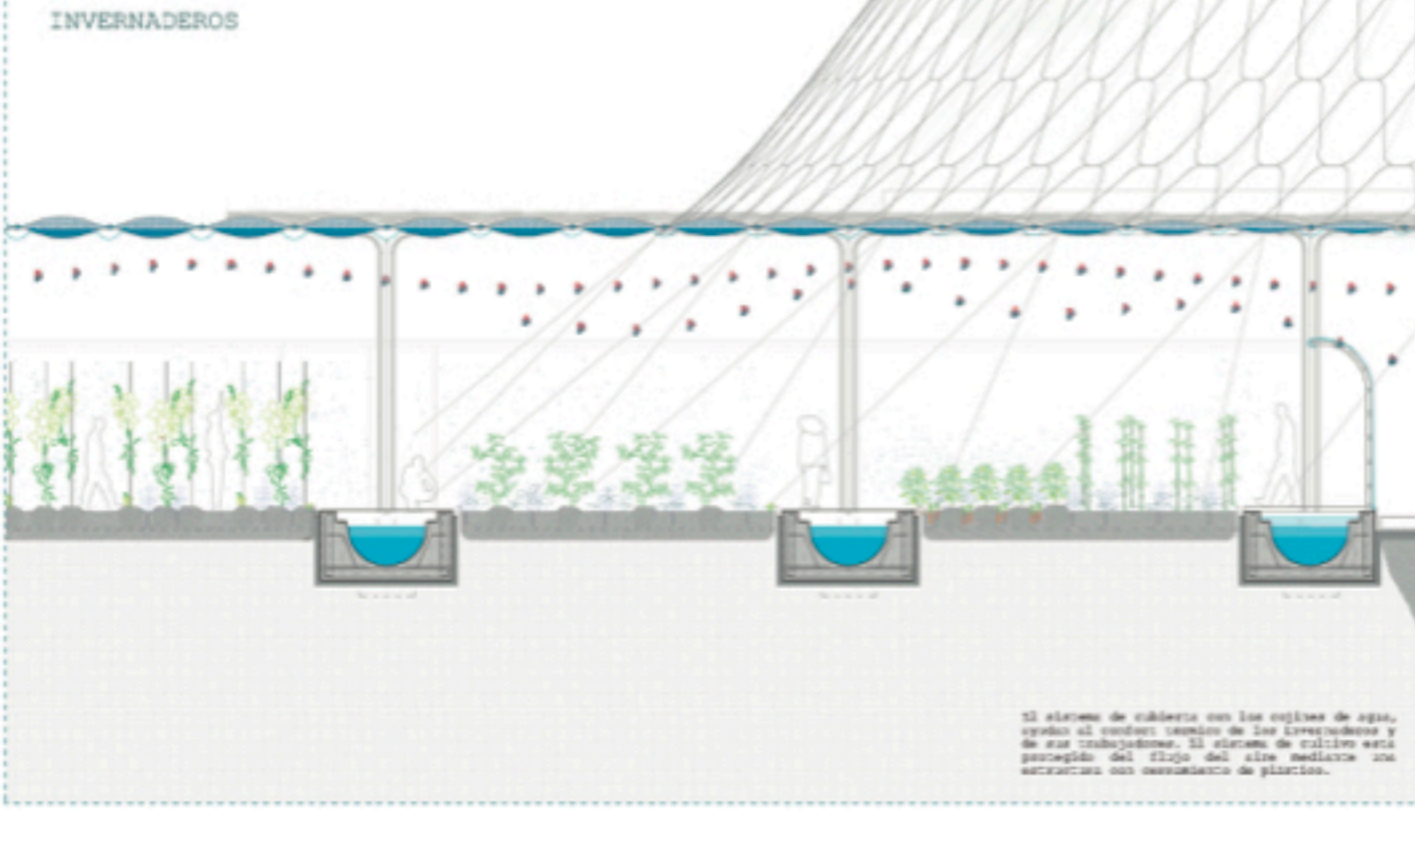 INVERNADEROS
El sistema de cubierta con los cojines de agua,
ayudan al confort térmico de los invernaderos y
de sus trabajadores. El sistema de cultivo está
protegido del flujo del aire mediante una
estructura con cerramiento de plástico.